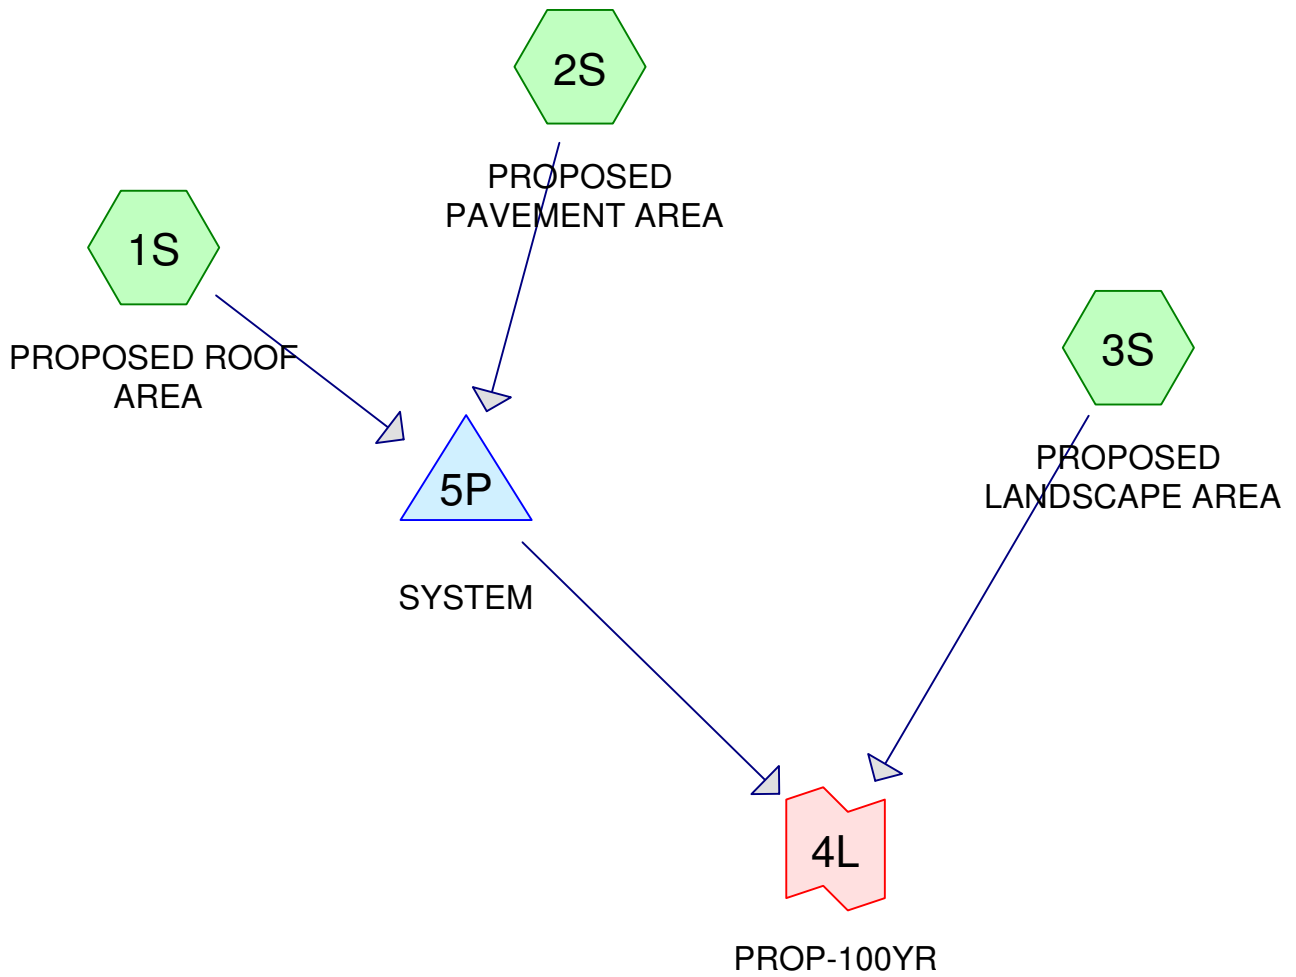 2S
PROPOSED
PAVEMENT AREA
1S
PROPOSED ROOF
AREA
3S
PROPOSED
LANDSCAPE AREA
5P
SYSTEM
4L
PROP-100YR